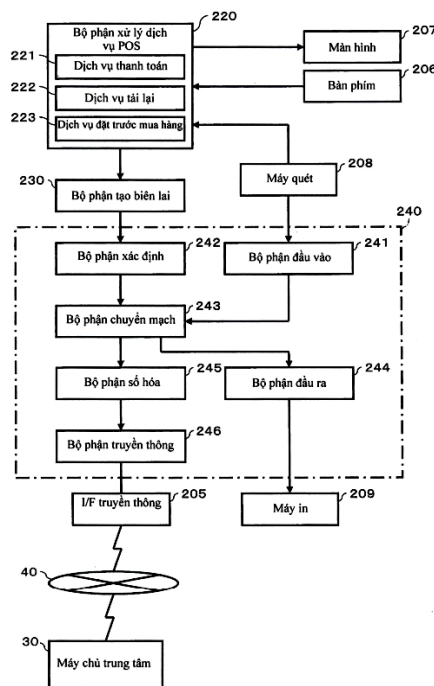 Bộ phận xử lý dịch
vụ POS
220
221
Dịch vụ thanh toán
222
Dịch vụ tải lại
223
Dịch vụ đặt trước mua hàng
207
Màn hình
206
Bàn phím
208
Máy quét
230
Bộ phận tạo biên lai
240
242
Bộ phận xác định
241
Bộ phận đầu vào
243
Bộ phận chuyển mạch
245
Bộ phận số hóa
244
Bộ phận đầu ra
246
Bộ phận truyền thông
205
I/F truyền thông
209
Máy in
40
30
Máy chủ trung tâm